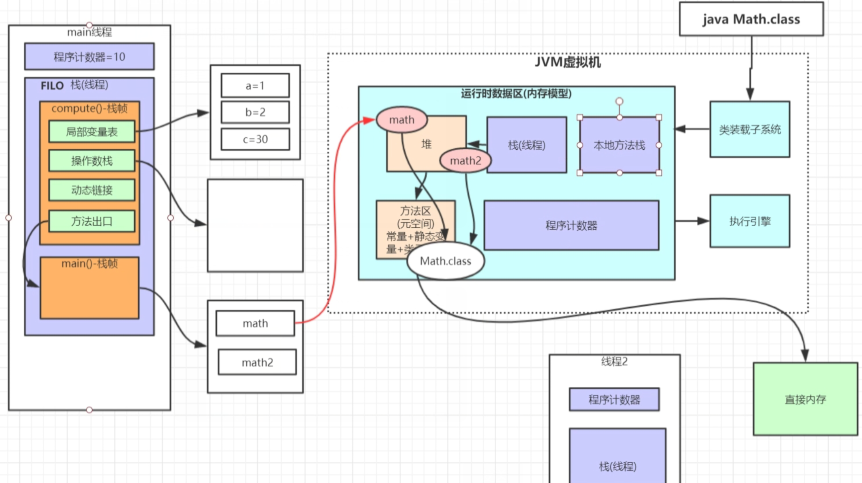 main线程
程序计数器=10
FILO 栈(线程)
compute()-栈帧
局部变量表
操作数栈
动态链接
方法出口
main()-栈帧
a=1
b=2
c=30
math
math2
java Math.class
JVM虚拟机
运行时数据区(内存模型)
math
堆
math2
栈(线程)
本地方法栈
类装载子系统
方法区
(元空间)
常量+静态变
量+类
程序计数器
执行引擎
Math.class
线程2
程序计数器
栈(线程)
直接内存